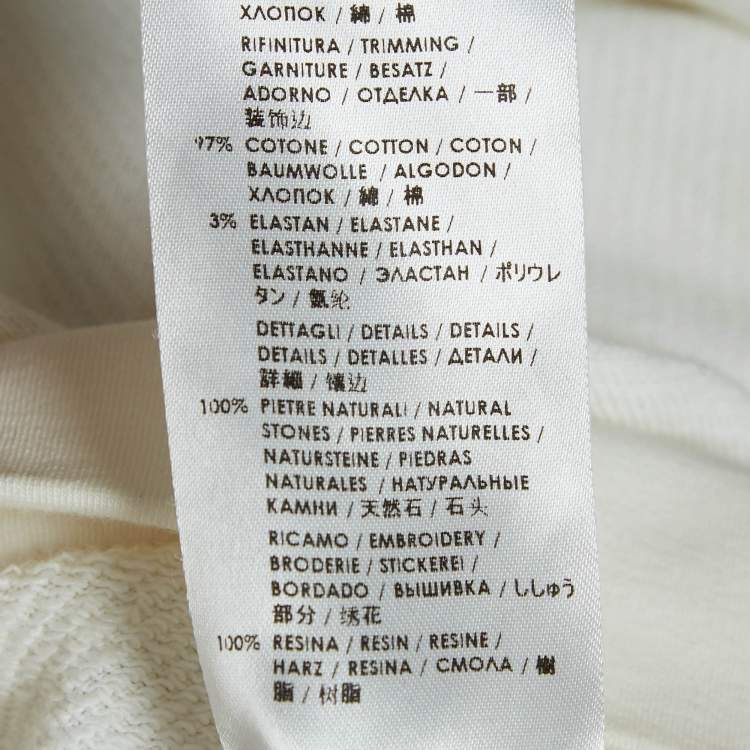 ХЛОПОК / 綿 / 棉
RIFINITURA / TRIMMING /
GARNITURE / BESATZ /
ADORNO / ОТДЕЛКА / 一部 /
装饰边
97% COTONE / COTTON / COTON /
BAUMWOLLE / ALGODON /
ХЛОПОК / 綿 / 棉
3% ELASTAN / ELASTANE /
ELASTHANNE / ELASTHAN /
ELASTANO / ЭЛАСТАН / ポリウレ
タン / 氨纶
DETTAGLI / DETAILS / DETAILS /
DETAILS / DETALLES / ДЕТАЛИ /
詳細 / 镶边
100% PIETRE NATURALI / NATURAL
STONES / PIERRES NATURELLES /
NATURSTEINE / PIEDRAS
NATURALES / НАТУРАЛЬНЫЕ
КАМНИ / 天然石 / 石头
RICAMO / EMBROIDERY /
BRODERIE / STICKEREI /
BORDADO / ВЫШИВКА / ししゅう
部分 / 绣花
100% RESINA / RESIN / RESINE /
HARZ / RESINA / СМОЛА / 樹
脂 / 树脂